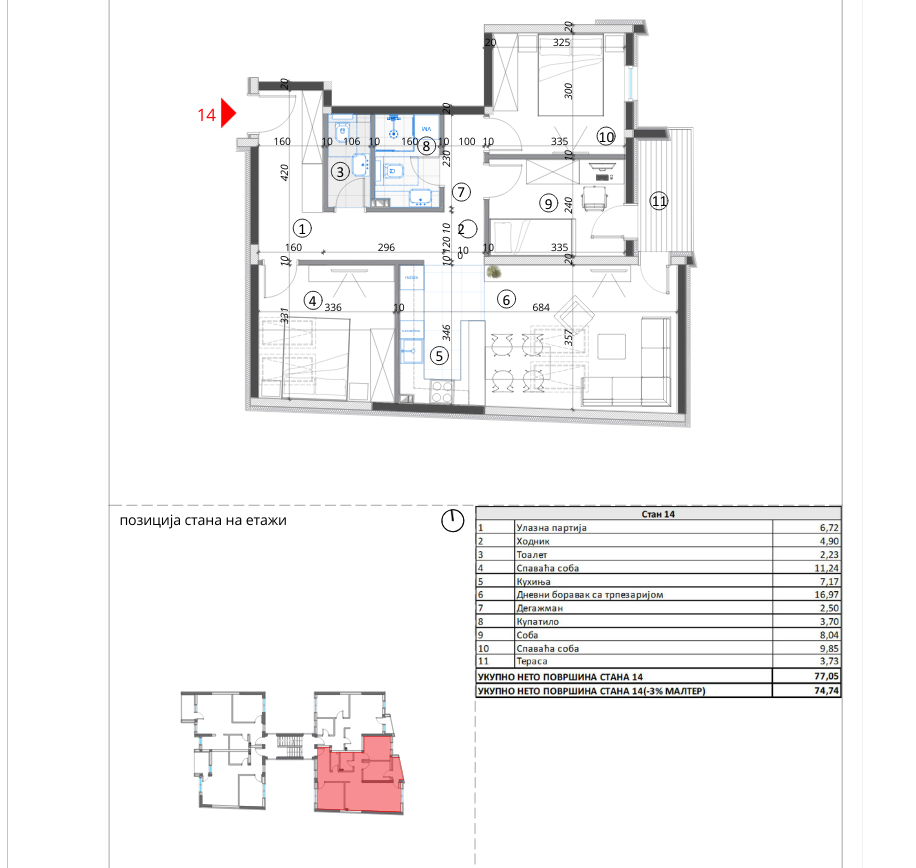 20
20 325
300
14
20
20
160 10 106 10 160 10 100 10 335 10
VM
8
10
230
420
3
7
9
240
11
1
2
120 10
160 296 10 10 335
0
10
10
20
4
336 10
6
684
331
346
357
5
позиција стана на етажи
Стан 14
1 Улазна партија 6,72
2 Ходник 4,90
3 Тоалет 2,23
4 Спаваћа соба 11,24
5 Кухиња 7,17
6 Дневни боравак са трпезаријом 16,97
7 Дегажман 2,50
8 Купатило 3,70
9 Соба 8,04
10 Спаваћа соба 9,85
11 Тераса 3,73
УКУПНО НЕТО ПОВРШИНА СТАНА 14 77,05
УКУПНО НЕТО ПОВРШИНА СТАНА 14(-3% МАЛТЕР) 74,74